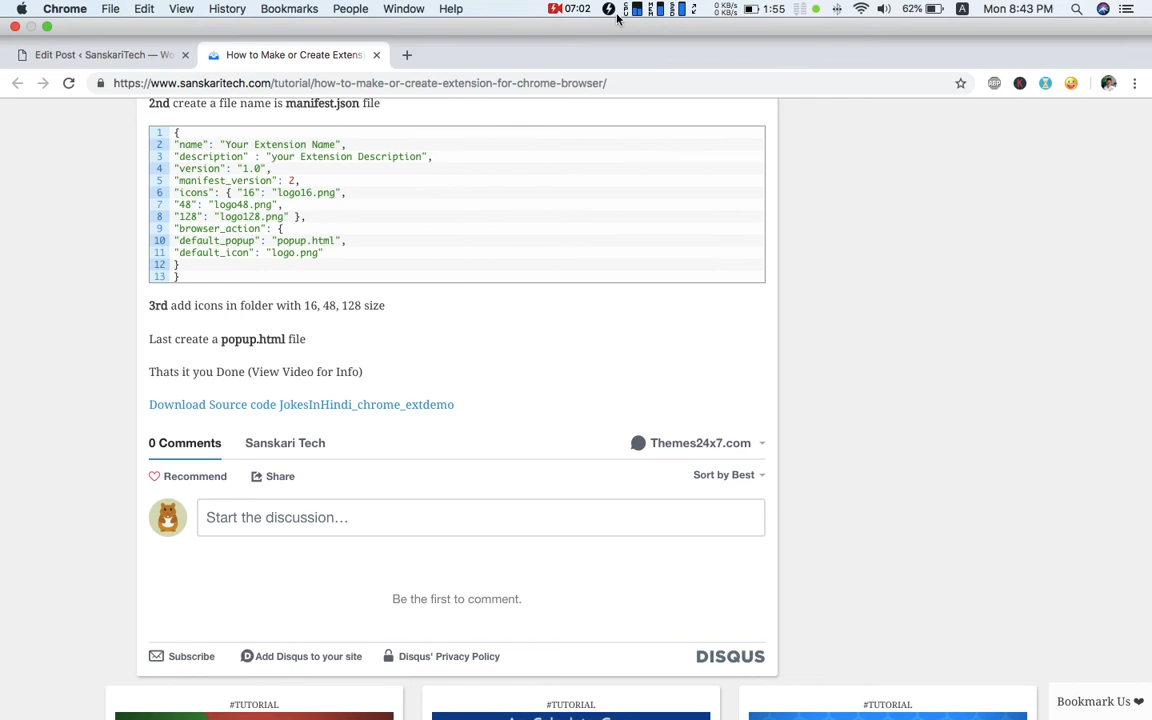 Chrome File Edit View History Bookmarks People Window Help 07:02 CPU MEM SSD 0 KB/s 0 KB/s 1:55 62% A Mon 8:43 PM
Edit Post ‹ SanskariTech — Wo × How to Make or Create Extens × +
https://www.sanskaritech.com/tutorial/how-to-make-or-create-extension-for-chrome-browser/ ABP K
2nd create a file name is manifest.json file
1 {
2 "name": "Your Extension Name",
3 "description" : "your Extension Description",
4 "version": "1.0",
5 "manifest_version": 2,
6 "icons": { "16": "logo16.png",
7 "48": "logo48.png",
8 "128": "logo128.png" },
9 "browser_action": {
10 "default_popup": "popup.html",
11 "default_icon": "logo.png"
12 }
13 }
3rd add icons in folder with 16, 48, 128 size
Last create a popup.html file
Thats it you Done (View Video for Info)
Download Source code JokesInHindi_chrome_extdemo
0 Comments Sanskari Tech Themes24x7.com
Recommend Share Sort by Best
Start the discussion…
Be the first to comment.
Subscribe Add Disqus to your site Disqus' Privacy Policy DISQUS
#TUTORIAL #TUTORIAL #TUTORIAL Bookmark Us ❤